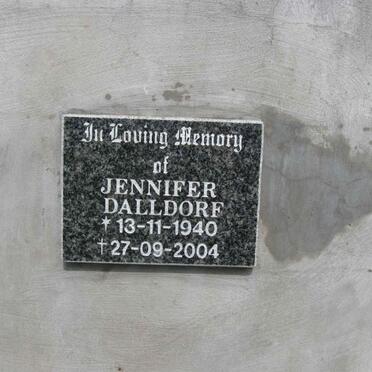 In Loving Memory
of
JENNIFER
DALLDORF
* 13-11-1940
†27-09-2004